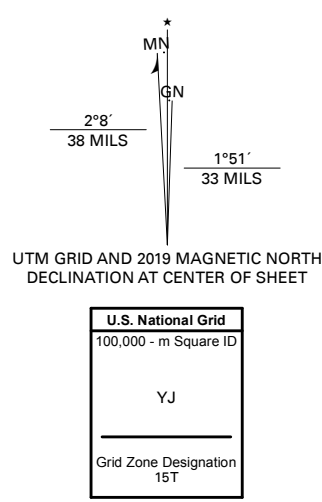 MN
GN
2°8´
38 MILS
1°51´
33 MILS
UTM GRID AND 2019 MAGNETIC NORTH
DECLINATION AT CENTER OF SHEET
U.S. National Grid
100,000 - m Square ID
YJ
Grid Zone Designation
15T